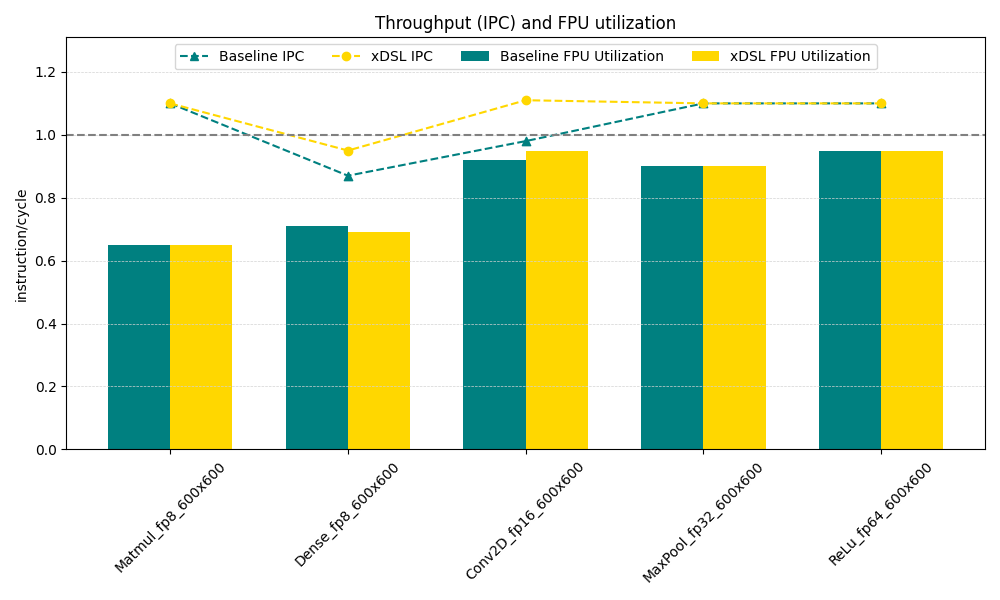 Throughput (IPC) and FPU utilization
Baseline IPC
xDSL IPC
Baseline FPU Utilization
xDSL FPU Utilization
instruction/cycle
1.2
1.0
0.8
0.6
0.4
0.2
0.0
Matmul_fp8_600x600
Dense_fp8_600x600
Conv2D_fp16_600x600
MaxPool_fp32_600x600
ReLu_fp64_600x600